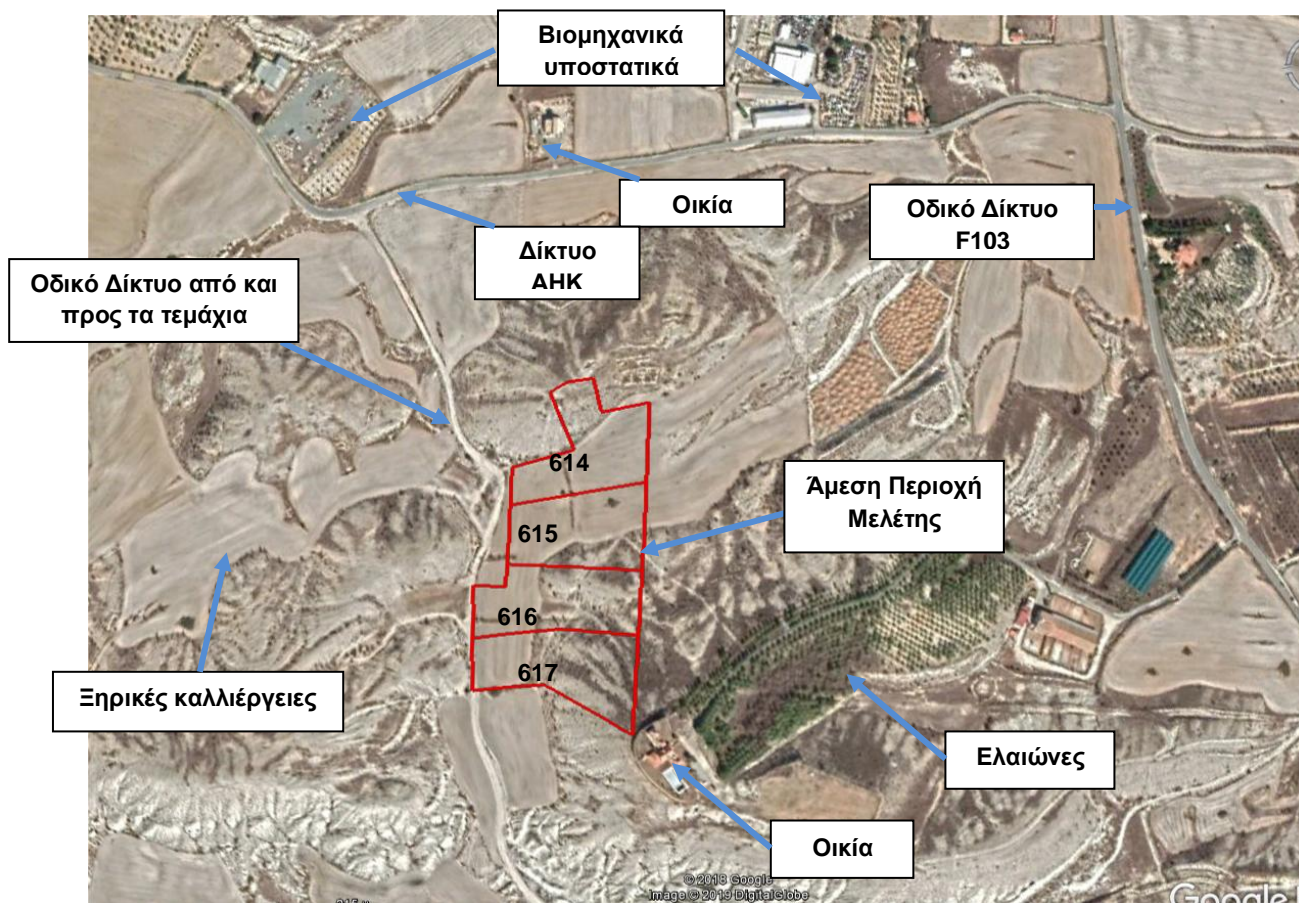 Βιομηχανικά
υποστατικά
Οικία
Οδικό Δίκτυο
F103
Δίκτυο
ΑΗΚ
Οδικό Δίκτυο από και
προς τα τεμάχια
614
Άμεση Περιοχή
Μελέτης
615
616
617
Ξηρικές καλλιέργειες
Ελαιώνες
Οικία
© 2018 Google
Image © 2019 DigitalGlobe
Google